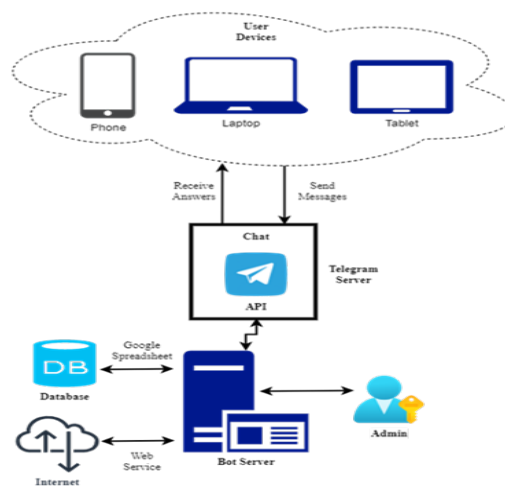 User
Devices
Phone
Laptop
Tablet
Receive
Answers
Send
Messages
Chat
API
Telegram
Server
Google
Spreadsheet
DB
Database
Admin
Bot Server
Web
Service
Internet